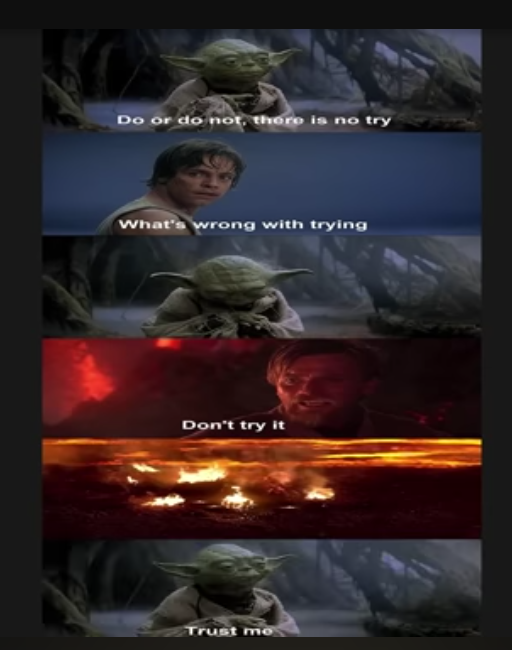 Do or do not, there is no try
What's wrong with trying
Don't try it
Trust me